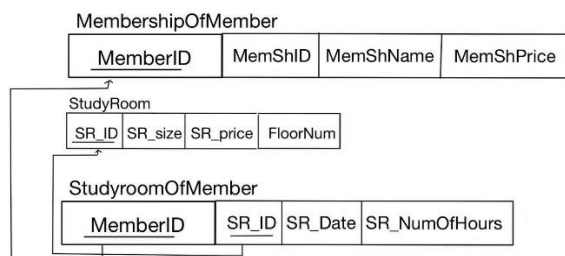 MembershipOfMember
MemberID MemShID MemShName MemShPrice
StudyRoom
SR_ID SR_size SR_price FloorNum
StudyroomOfMember
MemberID SR_ID SR_Date SR_NumOfHours